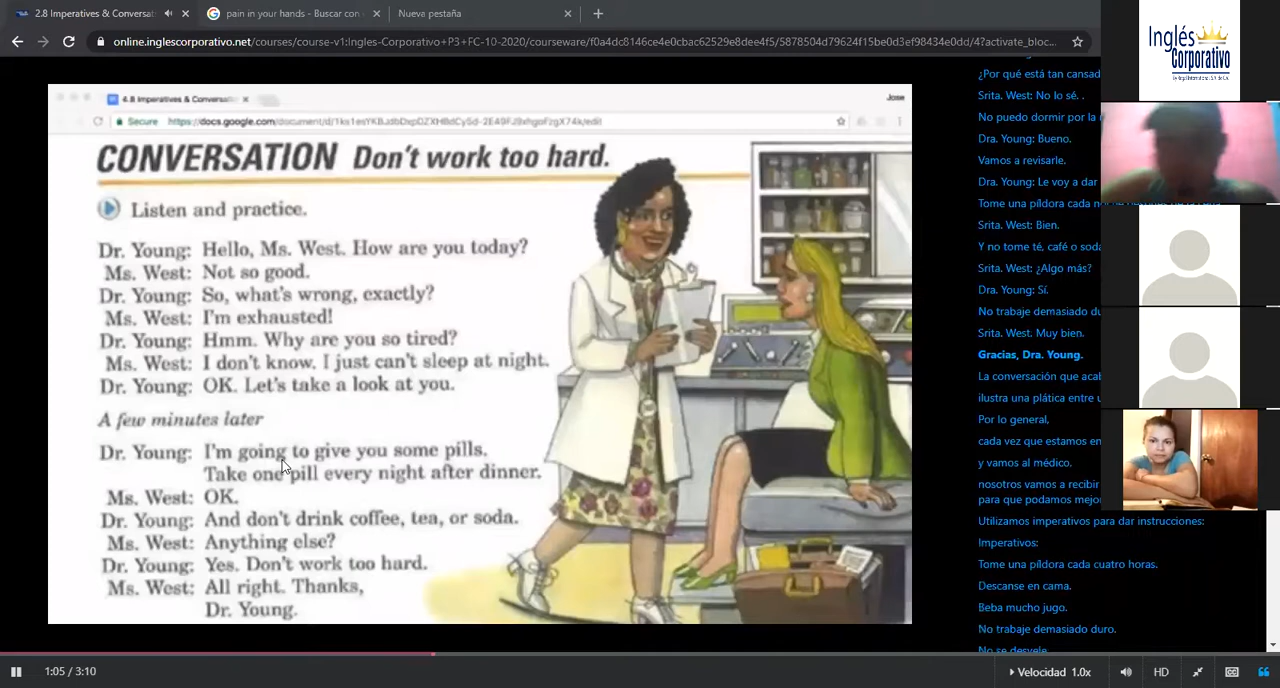 2.8 Imperatives & Conversat
pain in your hands - Buscar con
Nueva pestaña
online.inglescorporativo.net/courses/course-v1:Ingles-Corporativo+P3+FC-10-2020/courseware/f0a4dc8146ce4e0cbac62529e8dee4f5/5878504d79624f15be0d3ef98434e0dd/4?activate_bloc...
Inglés
Corporativo
4.8 Imperatives & Conversati
Jose
Secure
CONVERSATION Don't work too hard.
Listen and practice.
Dr. Young: Hello, Ms. West. How are you today?
Ms. West: Not so good.
Dr. Young: So, what's wrong, exactly?
Ms. West: I'm exhausted!
Dr. Young: Hmm. Why are you so tired?
Ms. West: I don't know. I just can't sleep at night.
Dr. Young: OK. Let's take a look at you.
A few minutes later
Dr. Young: I'm going to give you some pills.
Take one pill every night after dinner.
Ms. West: OK.
Dr. Young: And don't drink coffee, tea, or soda.
Ms. West: Anything else?
Dr. Young: Yes. Don't work too hard.
Ms. West: All right. Thanks,
Dr. Young.
¿Por qué está tan cansad
Srita. West: No lo sé. .
No puedo dormir por la
Dra. Young: Bueno.
Vamos a revisarle.
Dra. Young: Le voy a dar
Tome una píldora cada
Srita. West: Bien.
Y no tome té, café o soda
Srita. West: ¿Algo más?
Dra. Young: Sí.
No trabaje demasiado du
Srita. West. Muy bien.
Gracias, Dra. Young.
La conversación que acab
ilustra una plática entre u
Por lo general,
cada vez que estamos en
y vamos al médico.
nosotros vamos a recibir
para que podamos mejor
Utilizamos imperativos para dar instrucciones:
Imperativos:
Tome una píldora cada cuatro horas.
Descanse en cama.
Beba mucho jugo.
No trabaje demasiado duro.
No se desvele
1:05 / 3:10
Velocidad 1.0x
HD